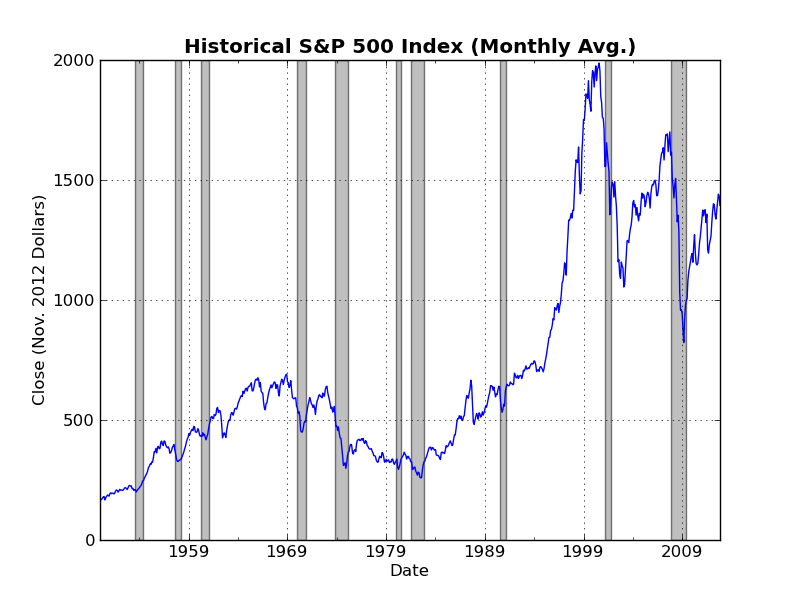 Historical S&P 500 Index (Monthly Avg.)
Close (Nov. 2012 Dollars)
2000
1500
1000
500
0
1959 1969 1979 1989 1999 2009
Date